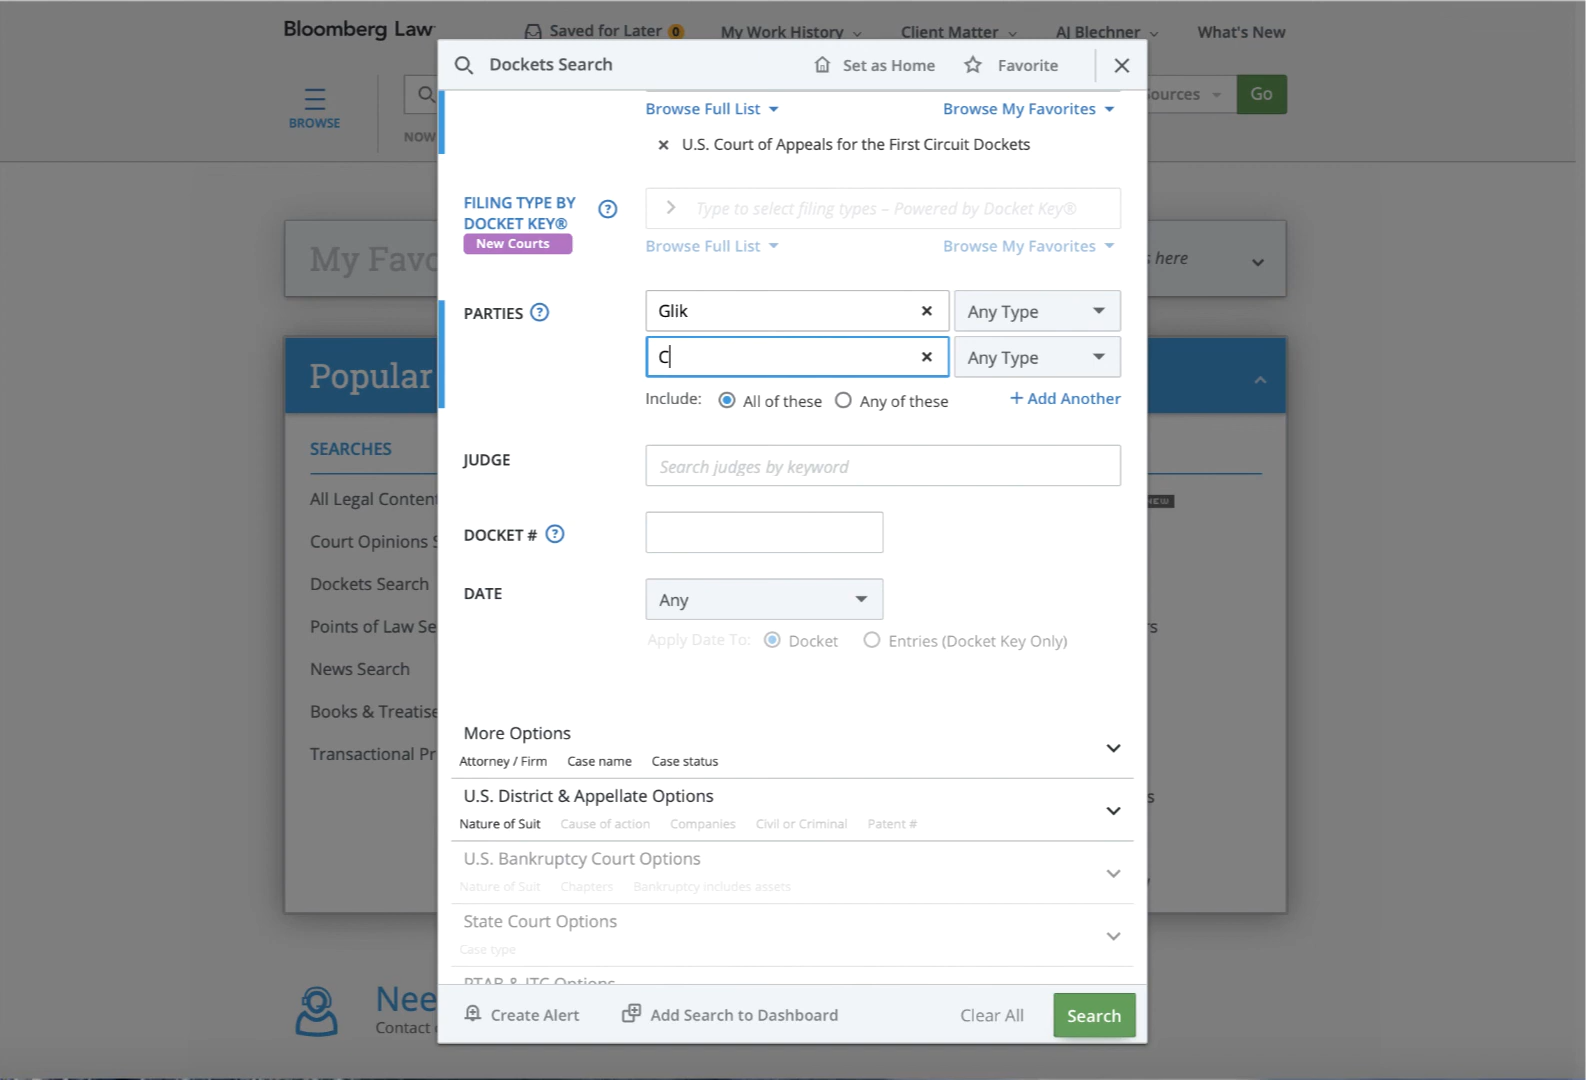 Bloomberg Law
Saved for Later 0
My Work History
Client Matter
AJ Blechner
What's New
BROWSE
NOW
Sources
Go
Dockets Search
Set as Home
Favorite
Browse Full List
Browse My Favorites
× U.S. Court of Appeals for the First Circuit Dockets
FILING TYPE BY
DOCKET KEY®
New Courts
Type to select filing types – Powered by Docket Key®
Browse Full List
Browse My Favorites
PARTIES
Glik
Any Type
C
Any Type
Include: All of these Any of these
+ Add Another
JUDGE
Search judges by keyword
DOCKET #
DATE
Any
Apply Date To: Docket Entries (Docket Key Only)
More Options
Attorney / Firm Case name Case status
U.S. District & Appellate Options
Nature of Suit Cause of action Companies Civil or Criminal Patent #
U.S. Bankruptcy Court Options
Nature of Suit Chapters Bankruptcy includes assets
State Court Options
Case type
PTAB & ITC Options
Create Alert
Add Search to Dashboard
Clear All
Search
My Favo
s here
Popular
SEARCHES
All Legal Conten
Court Opinions S
Dockets Search
Points of Law Se
News Search
Books & Treatise
Transactional Pr
NEW
rs
s
Nee
Contact